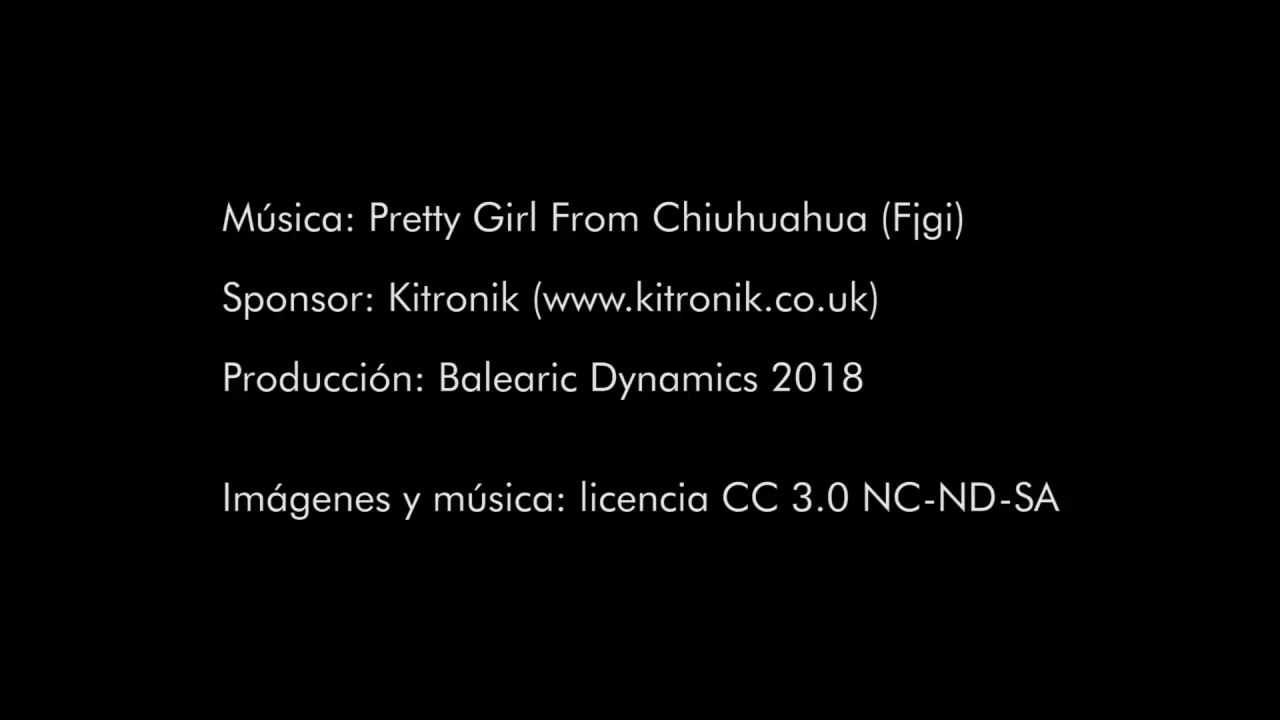 Música: Pretty Girl From Chiuhuahua (Fjgi)
Sponsor: Kitronik (www.kitronik.co.uk)
Producción: Balearic Dynamics 2018
Imágenes y música: licencia CC 3.0 NC-ND-SA